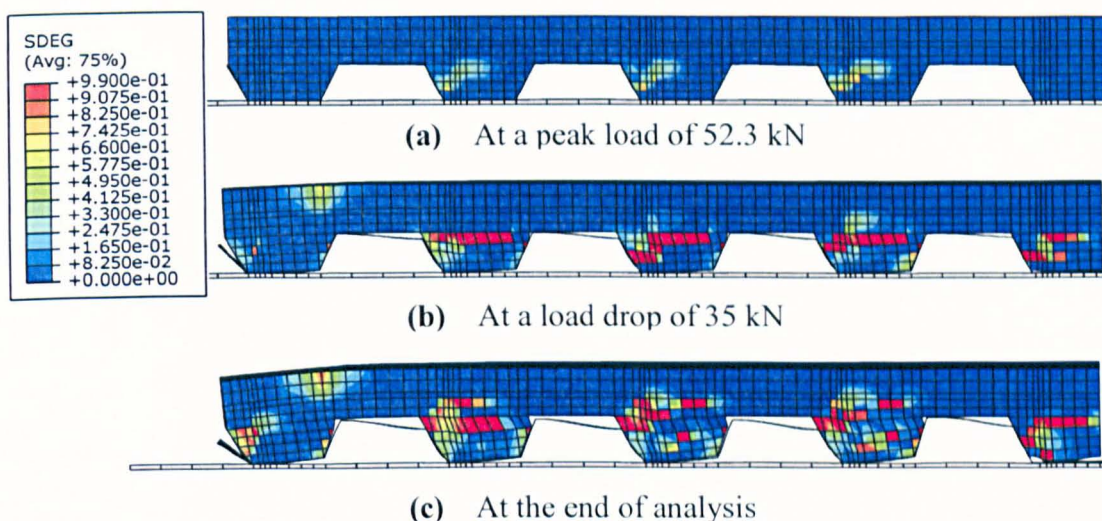 SDEG
(Avg: 75%)
+9.900e-01
+9.075e-01
+8.250e-01
+7.425e-01
+6.600e-01
+5.775e-01
+4.950e-01
+4.125e-01
+3.300e-01
+2.475e-01
+1.650e-01
+8.250e-02
+0.000e+00
(a) At a peak load of 52.3 kN
(b) At a load drop of 35 kN
(c) At the end of analysis